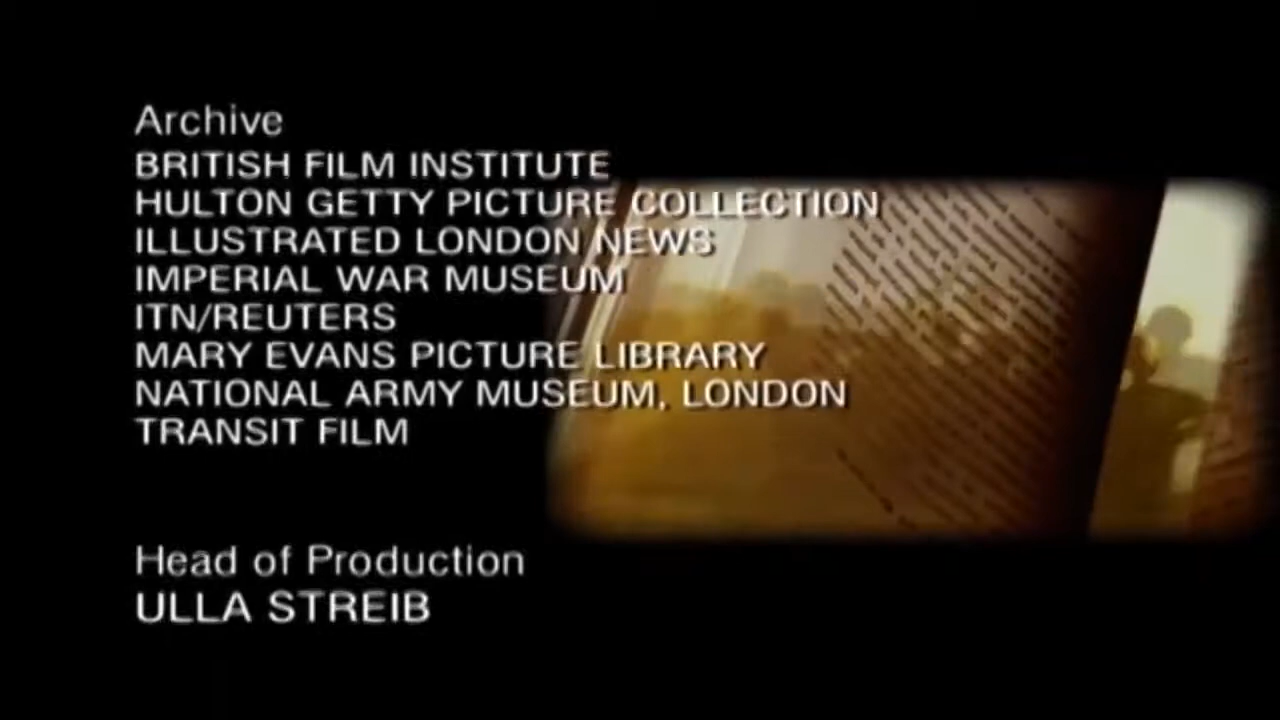 Archive
BRITISH FILM INSTITUTE
HULTON GETTY PICTURE COLLECTION
ILLUSTRATED LONDON NEWS
IMPERIAL WAR MUSEUM
ITN/REUTERS
MARY EVANS PICTURE LIBRARY
NATIONAL ARMY MUSEUM, LONDON
TRANSIT FILM
Head of Production
ULLA STREIB